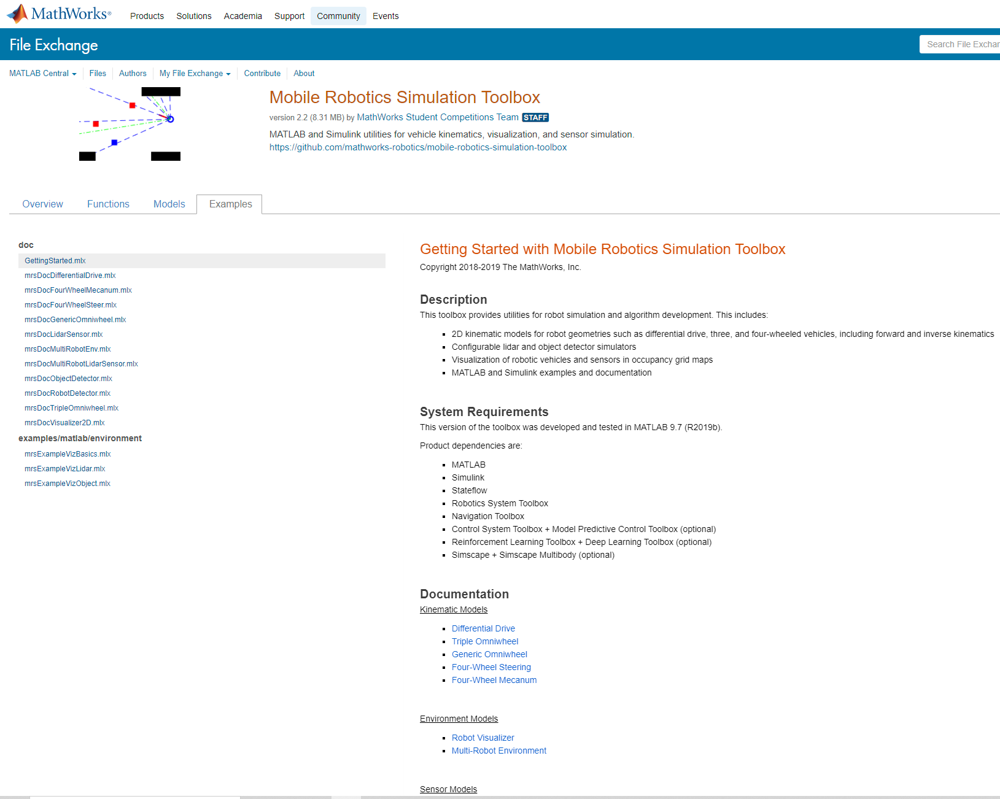 MathWorks®
Products Solutions Academia Support Community Events
File Exchange
Search File Exchan
MATLAB Central Files Authors My File Exchange Contribute About
Mobile Robotics Simulation Toolbox
version 2.2 (8.31 MB) by MathWorks Student Competitions Team STAFF
MATLAB and Simulink utilities for vehicle kinematics, visualization, and sensor simulation.
https://github.com/mathworks-robotics/mobile-robotics-simulation-toolbox
Overview Functions Models Examples
doc
GettingStarted.mlx
mrsDocDifferentialDrive.mlx
mrsDocFourWheelMecanum.mlx
mrsDocFourWheelSteer.mlx
mrsDocGenericOmniwheel.mlx
mrsDocLidarSensor.mlx
mrsDocMultiRobotEnv.mlx
mrsDocMultiRobotLidarSensor.mlx
mrsDocObjectDetector.mlx
mrsDocRobotDetector.mlx
mrsDocTripleOmniwheel.mlx
mrsDocVisualizer2D.mlx
examples/matlab/environment
mrsExampleVizBasics.mlx
mrsExampleVizLidar.mlx
mrsExampleVizObject.mlx
Getting Started with Mobile Robotics Simulation Toolbox
Copyright 2018-2019 The MathWorks, Inc.
Description
This toolbox provides utilities for robot simulation and algorithm development. This includes:
2D kinematic models for robot geometries such as differential drive, three, and four-wheeled vehicles, including forward and inverse kinematics
Configurable lidar and object detector simulators
Visualization of robotic vehicles and sensors in occupancy grid maps
MATLAB and Simulink examples and documentation
System Requirements
This version of the toolbox was developed and tested in MATLAB 9.7 (R2019b).
Product dependencies are:
MATLAB
Simulink
Stateflow
Robotics System Toolbox
Navigation Toolbox
Control System Toolbox + Model Predictive Control Toolbox (optional)
Reinforcement Learning Toolbox + Deep Learning Toolbox (optional)
Simscape + Simscape Multibody (optional)
Documentation
Kinematic Models
Differential Drive
Triple Omniwheel
Generic Omniwheel
Four-Wheel Steering
Four-Wheel Mecanum
Environment Models
Robot Visualizer
Multi-Robot Environment
Sensor Models